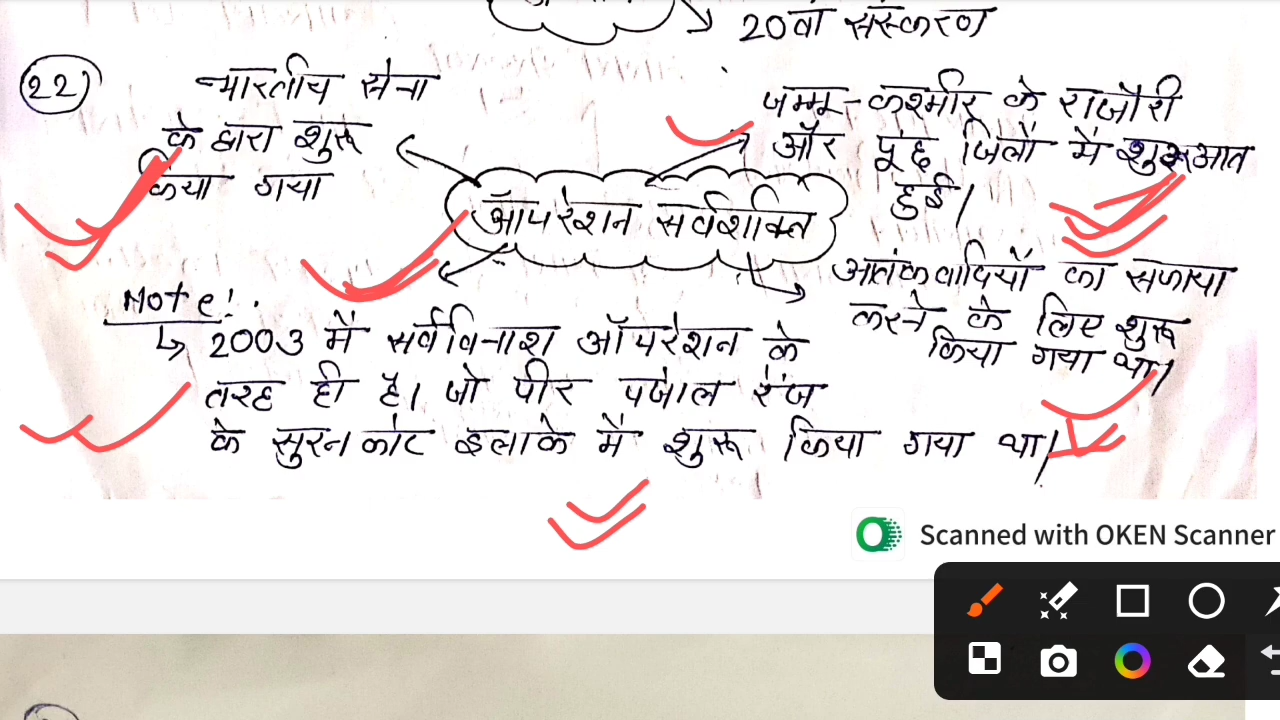 20वा संस्करण
22)
भारतीय सेना
के द्वारा शुरू
किया गया
जम्मू-कश्मीर के राजौरी
और पूंछ जिलों में शुरूआत
हुई।
ऑपरेशन सर्वशक्ति
आतंकवादियों का सफाया
करने के लिए शुरू
किया गया था।
Note:
↳ 2003 में सर्वविनाश ऑपरेशन के
तरह ही है। जो पीर पंजाल रेंज
के सुरनकोट इलाके में शुरू किया गया था।
Scanned with OKEN Scanner